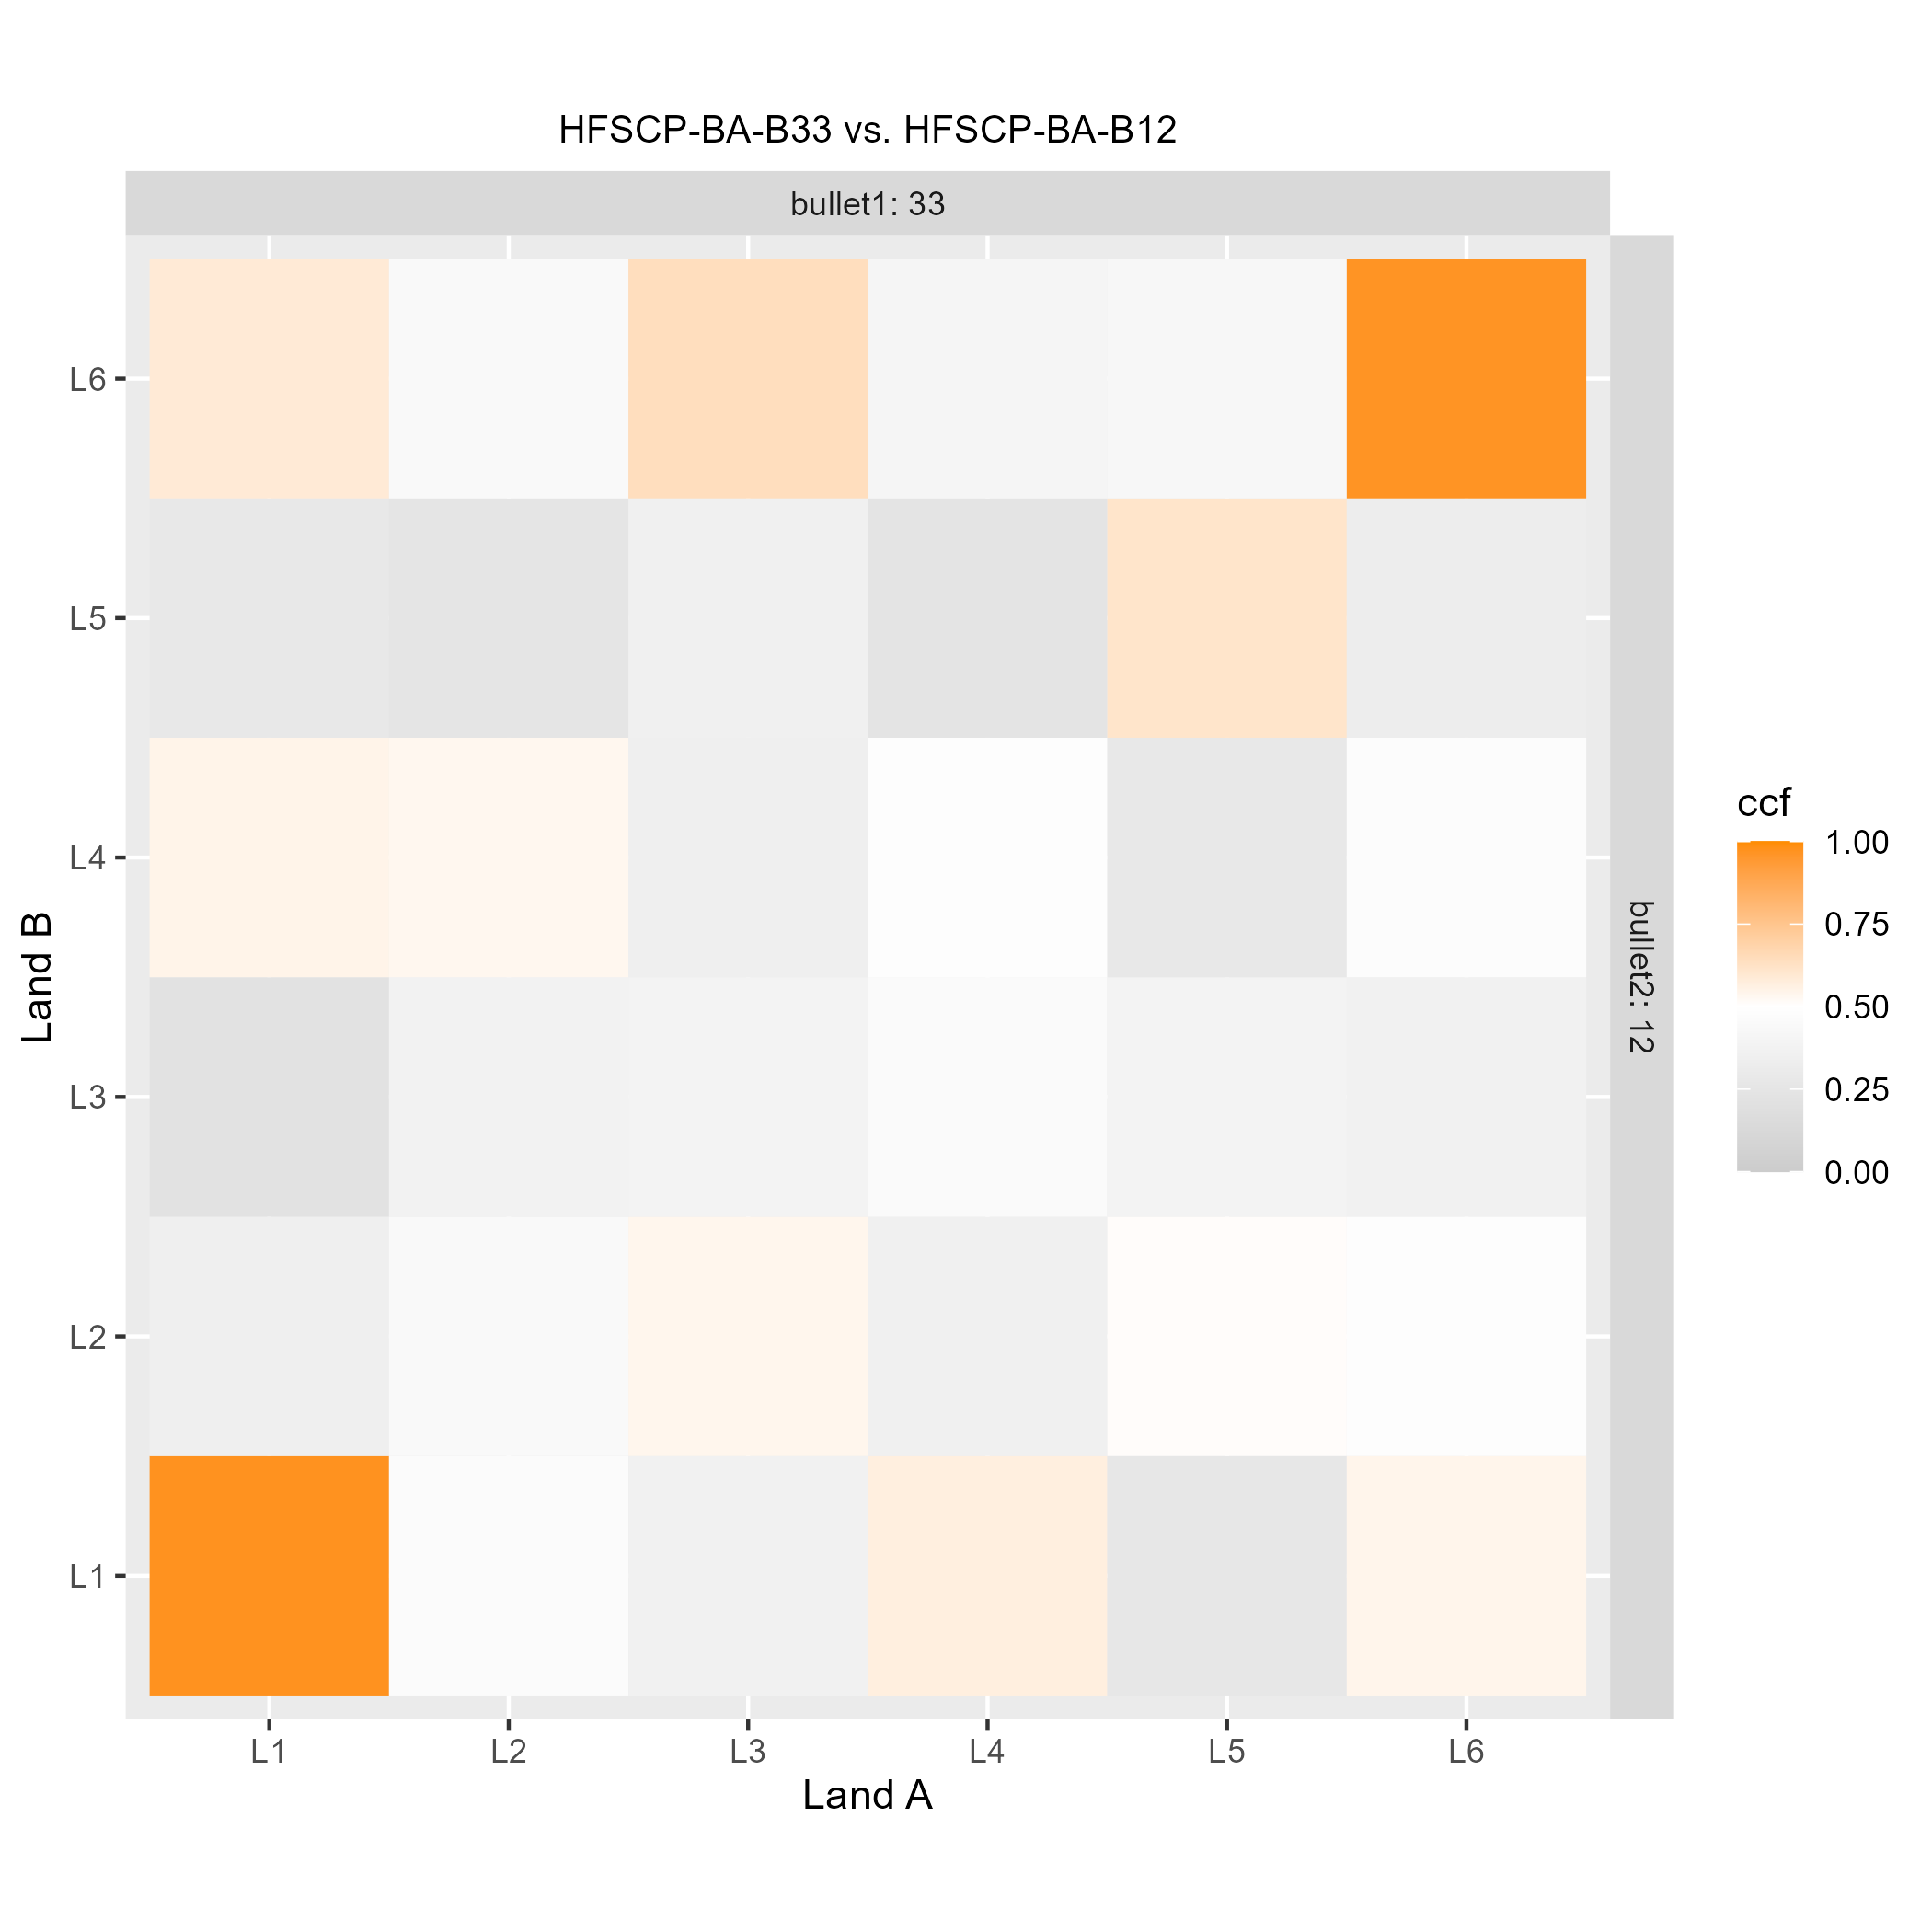 HFSCP-BA-B33 vs. HFSCP-BA-B12
bullet1: 33
L6
L5
L4
L3
L2
L1
Land B
bullet2: 12
L1 L2 L3 L4 L5 L6
Land A
ccf
1.00
0.75
0.50
0.25
0.00